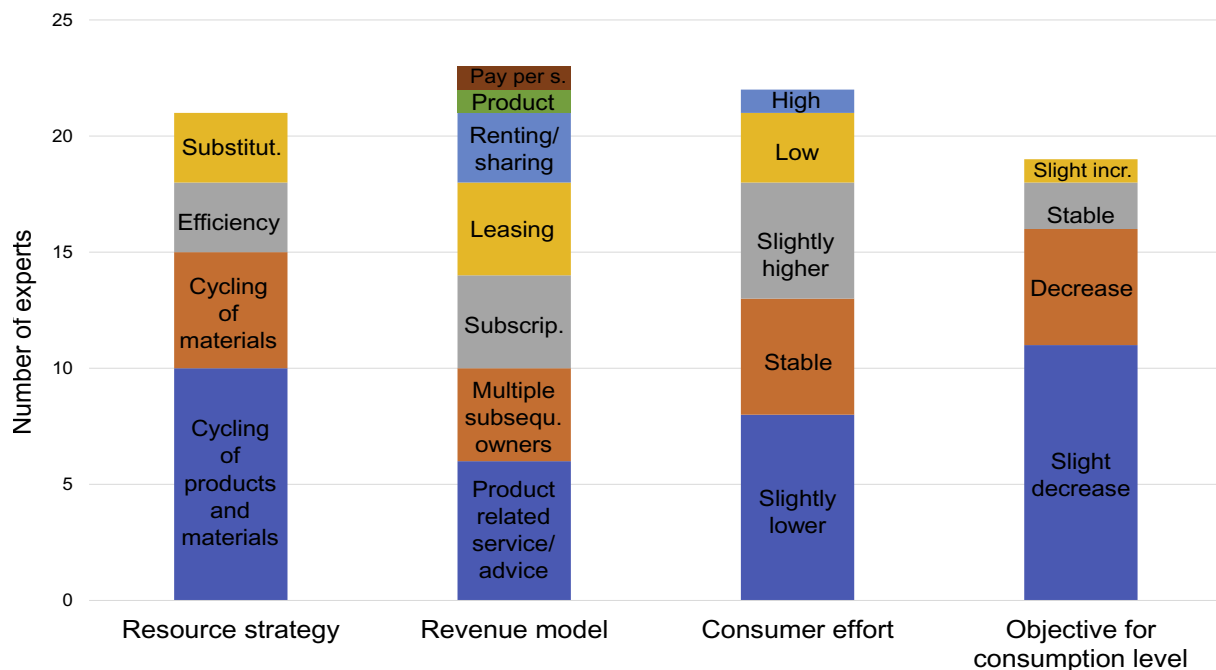 25
20
15
10
5
0
Number of experts
Substitut.
Efficiency
Cycling
of
materials
Cycling
of
products
and
materials
Pay per s.
Product
Renting/
sharing
Leasing
Subscrip.
Multiple
subsequ.
owners
Product
related
service/
advice
High
Low
Slightly
higher
Stable
Slightly
lower
Slight incr.
Stable
Decrease
Slight
decrease
Resource strategy
Revenue model
Consumer effort
Objective for
consumption level